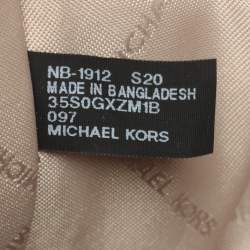 NB-1912 S20
MADE IN BANGLADESH
35S0GXZM1B
097
MICHAEL KORS